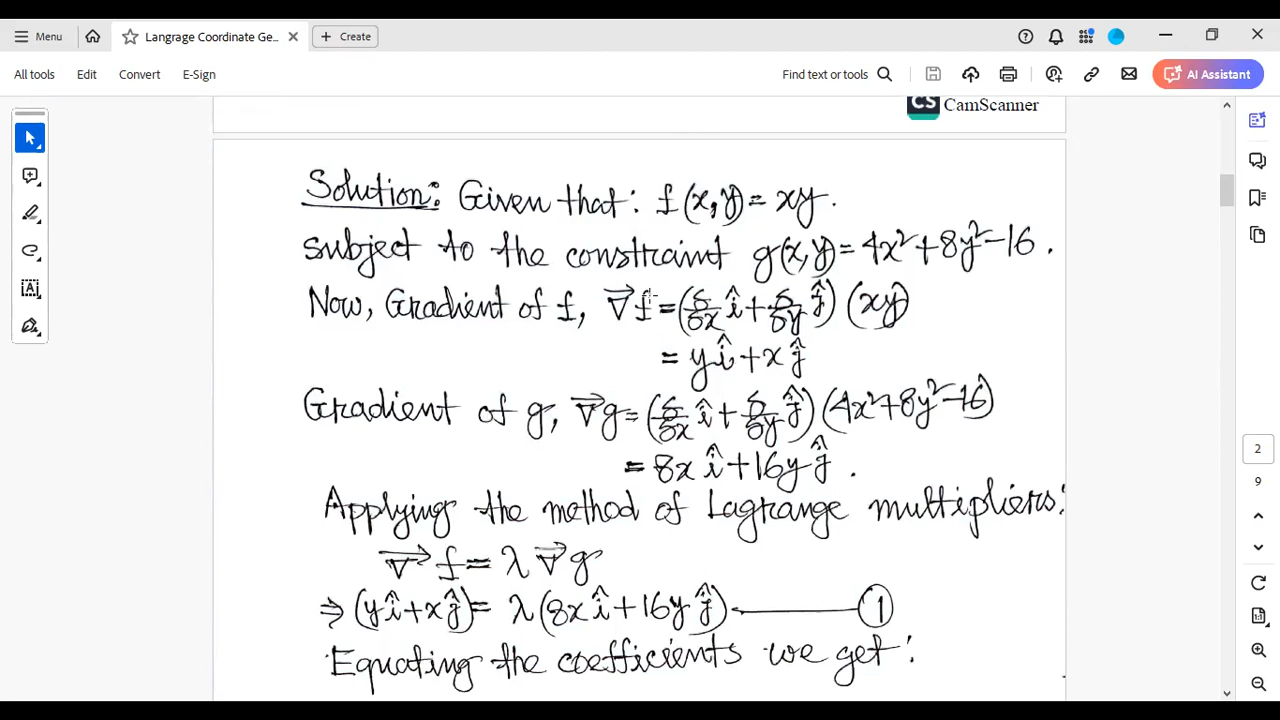 Menu
Langrage Coordinate Ge...
Create
All tools
Edit
Convert
E-Sign
Find text or tools
AI Assistant
CS CamScanner
Solution: Given that: f(x,y) = xy.
subject to the constraint g(x,y) = 4x²+8y²-16.
Now, Gradient of f, ∇⃗f = (δ/δx î + δ/δy ĵ) (xy)
= yî + xĵ
Gradient of g, ∇⃗g = (δ/δx î + δ/δy ĵ) (4x²+8y²-16)
= 8x î + 16y ĵ.
Applying the method of Lagrange multipliers:
∇⃗f = λ ∇⃗g
⇒ (yî+xĵ) = λ (8xî+16yĵ) ——— ①
Equating the coefficients we get:
2
9